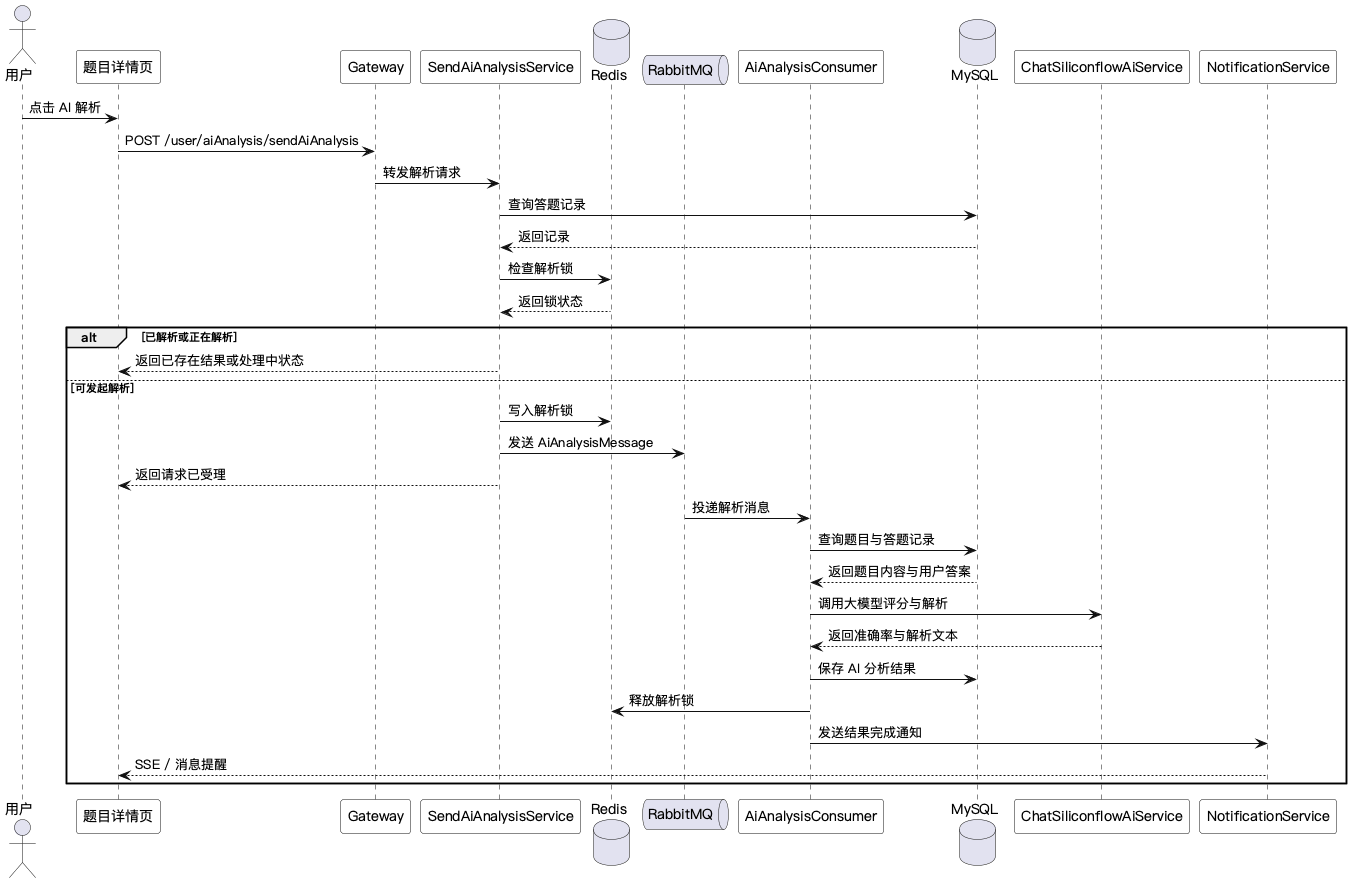 用户
题目详情页
Gateway
SendAiAnalysisService
Redis
RabbitMQ
AiAnalysisConsumer
MySQL
ChatSiliconflowAiService
NotificationService
点击 AI 解析
POST /user/aiAnalysis/sendAiAnalysis
转发解析请求
查询答题记录
返回记录
检查解析锁
返回锁状态
alt [已解析或正在解析]
返回已存在结果或处理中状态
[可发起解析]
写入解析锁
发送 AiAnalysisMessage
返回请求已受理
投递解析消息
查询题目与答题记录
返回题目内容与用户答案
调用大模型评分与解析
返回准确率与解析文本
保存 AI 分析结果
释放解析锁
发送结果完成通知
SSE / 消息提醒
用户
题目详情页
Gateway
SendAiAnalysisService
Redis
RabbitMQ
AiAnalysisConsumer
MySQL
ChatSiliconflowAiService
NotificationService